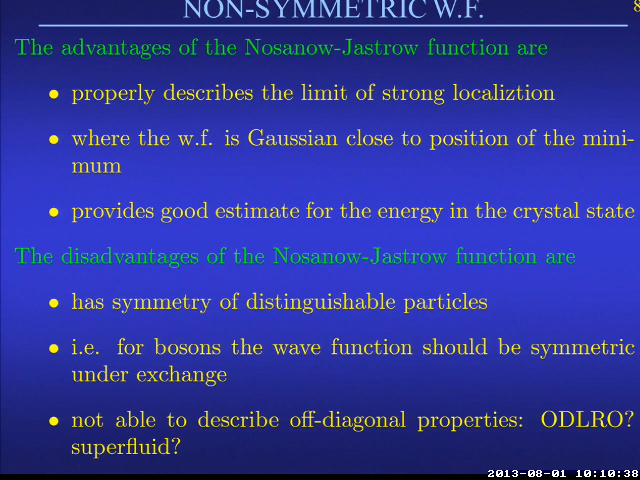 NON-SYMMETRIC W.F.
8
The advantages of the Nosanow-Jastrow function are
• properly describes the limit of strong localiztion
• where the w.f. is Gaussian close to position of the mini-
mum
• provides good estimate for the energy in the crystal state
The disadvantages of the Nosanow-Jastrow function are
• has symmetry of distinguishable particles
• i.e. for bosons the wave function should be symmetric
under exchange
• not able to describe off-diagonal properties: ODLRO?
superfluid?
2013-08-01 10:10:38